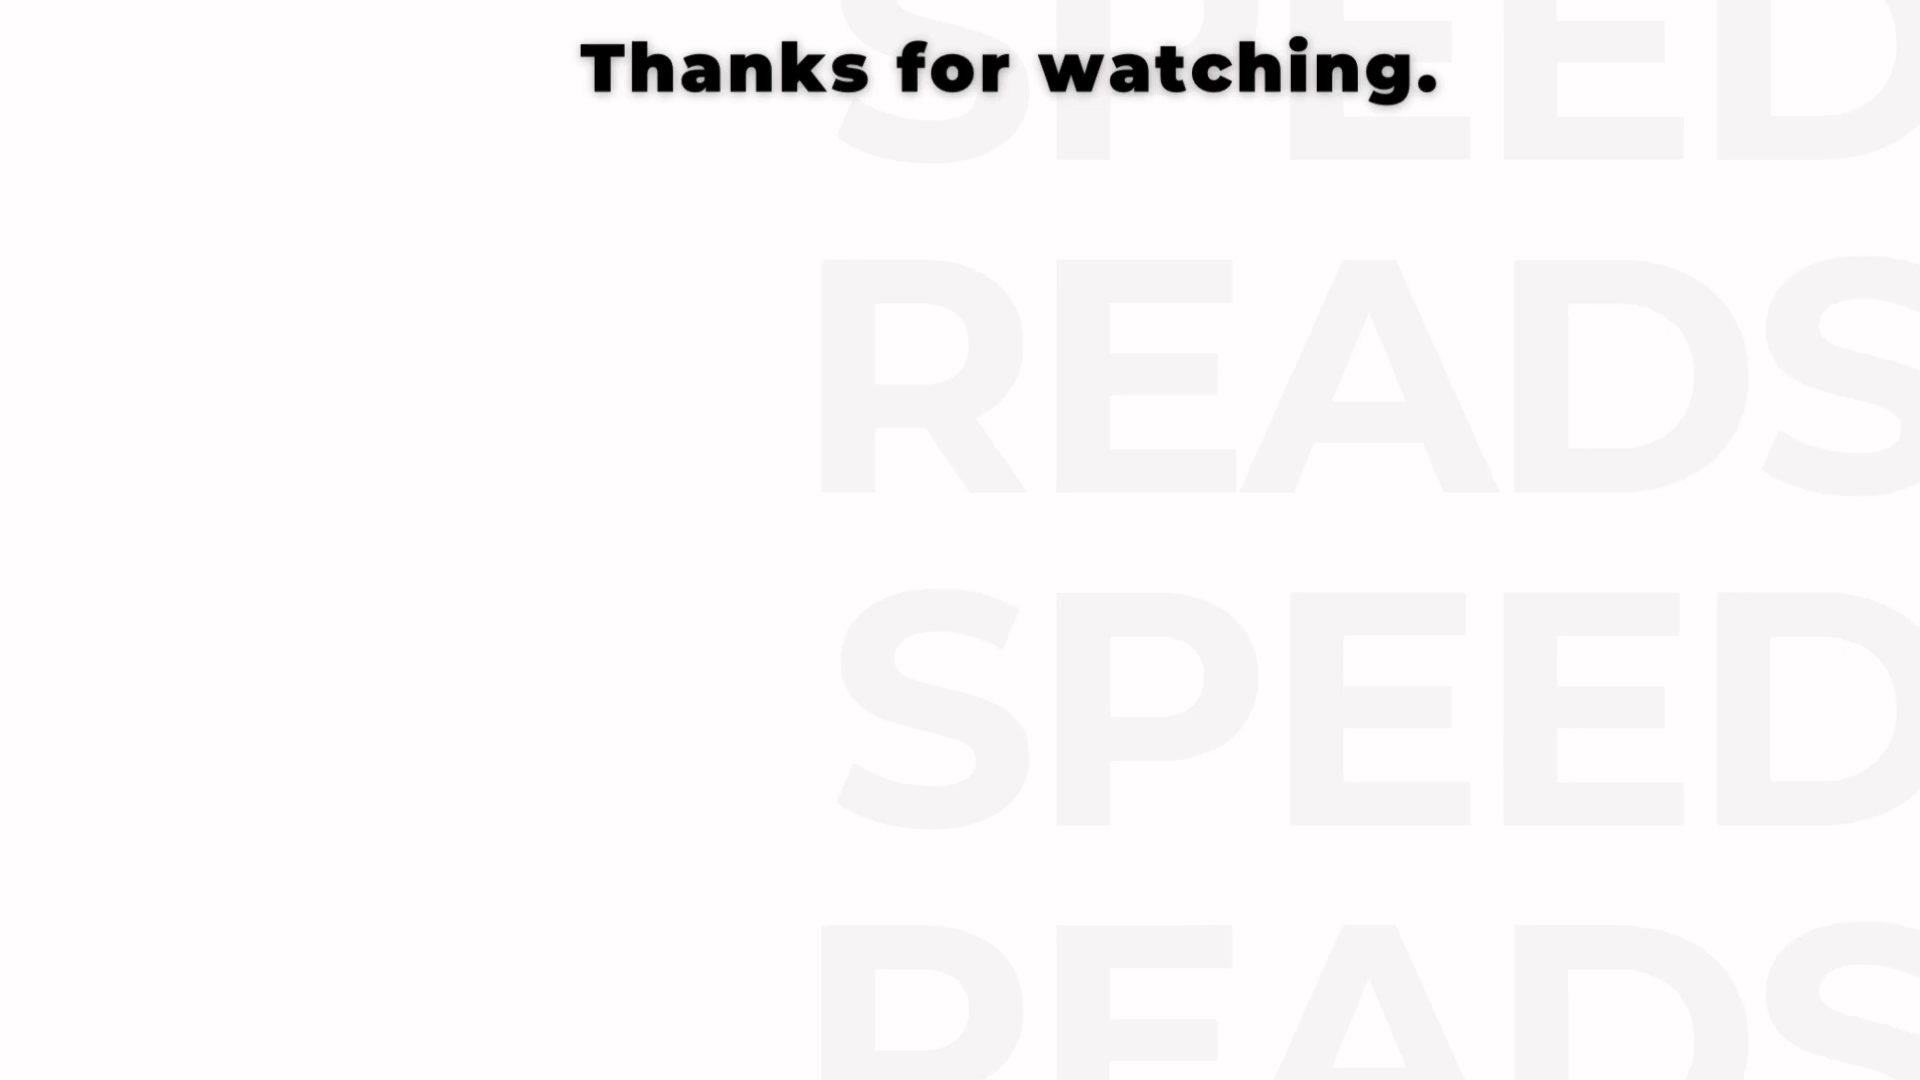 Thanks for watching.
SPEED
READS
SPEED
READS